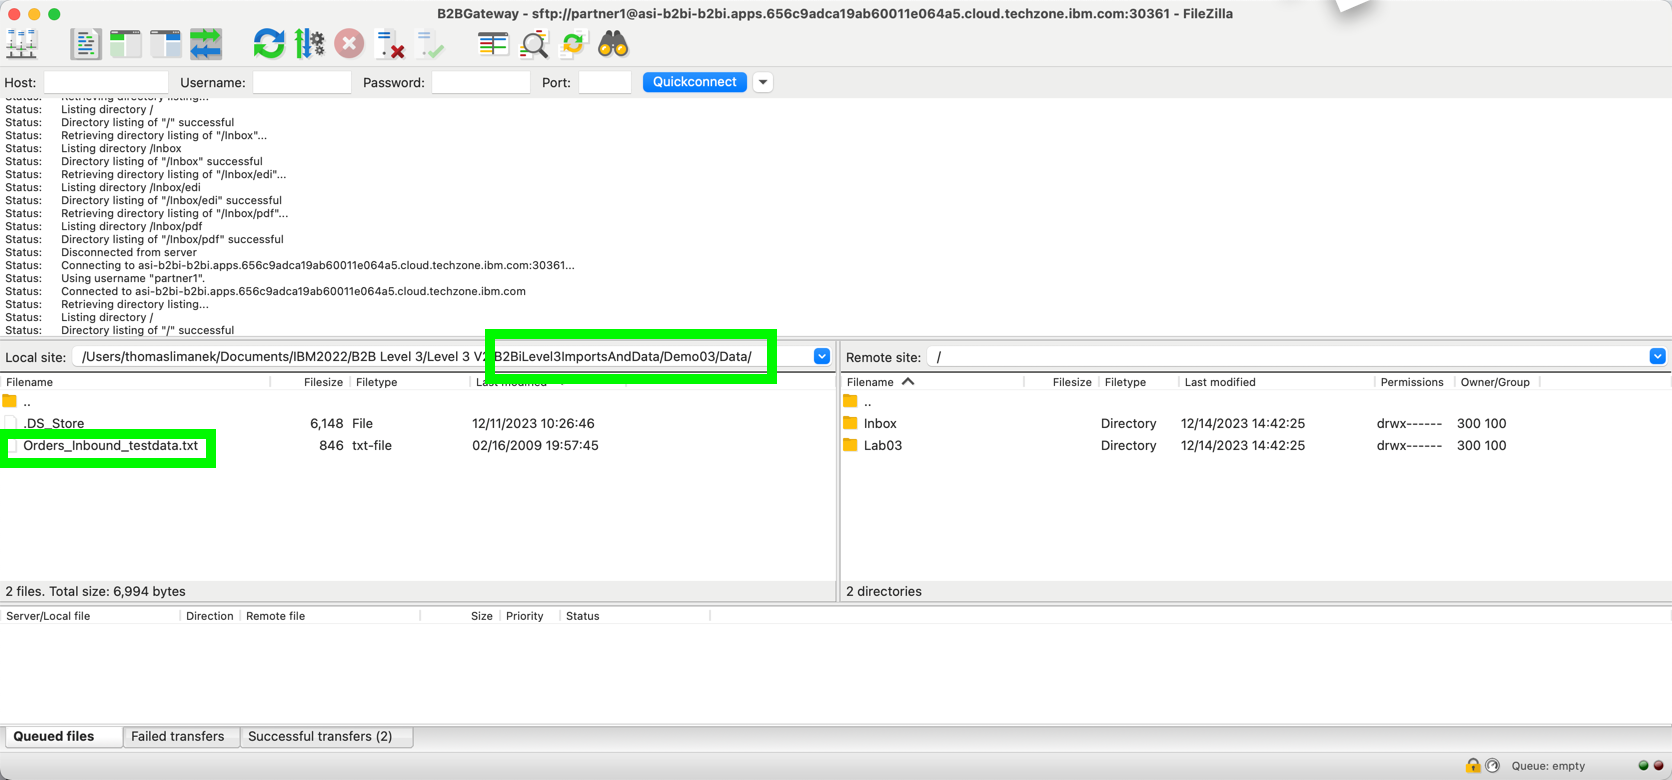 B2BGateway - sftp://partner1@asi-b2bi-b2bi.apps.656c9adca19ab60011e064a5.cloud.techzone.ibm.com:30361 - FileZilla
Host: Username: Password: Port: Quickconnect
Status: Retrieving directory listing...
Status: Listing directory /
Status: Directory listing of "/" successful
Status: Retrieving directory listing of "/Inbox"...
Status: Listing directory /Inbox
Status: Directory listing of "/Inbox" successful
Status: Retrieving directory listing of "/Inbox/edi"...
Status: Listing directory /Inbox/edi
Status: Directory listing of "/Inbox/edi" successful
Status: Retrieving directory listing of "/Inbox/pdf"...
Status: Listing directory /Inbox/pdf
Status: Directory listing of "/Inbox/pdf" successful
Status: Disconnected from server
Status: Connecting to asi-b2bi-b2bi.apps.656c9adca19ab60011e064a5.cloud.techzone.ibm.com:30361...
Status: Using username "partner1".
Status: Connected to asi-b2bi-b2bi.apps.656c9adca19ab60011e064a5.cloud.techzone.ibm.com
Status: Retrieving directory listing...
Status: Listing directory /
Status: Directory listing of "/" successful
Local site: /Users/thomaslimanek/Documents/IBM2022/B2B Level 3/Level 3 V2 B2BiLevel3ImportsAndData/Demo03/Data/
Filename Filesize Filetype Last modified
..
.DS_Store 6,148 File 12/11/2023 10:26:46
Orders_Inbound_testdata.txt 846 txt-file 02/16/2009 19:57:45
2 files. Total size: 6,994 bytes
Remote site: /
Filename Filesize Filetype Last modified Permissions Owner/Group
..
Inbox Directory 12/14/2023 14:42:25 drwx------ 300 100
Lab03 Directory 12/14/2023 14:42:25 drwx------ 300 100
2 directories
Server/Local file Direction Remote file Size Priority Status
Queued files Failed transfers Successful transfers (2)
Queue: empty